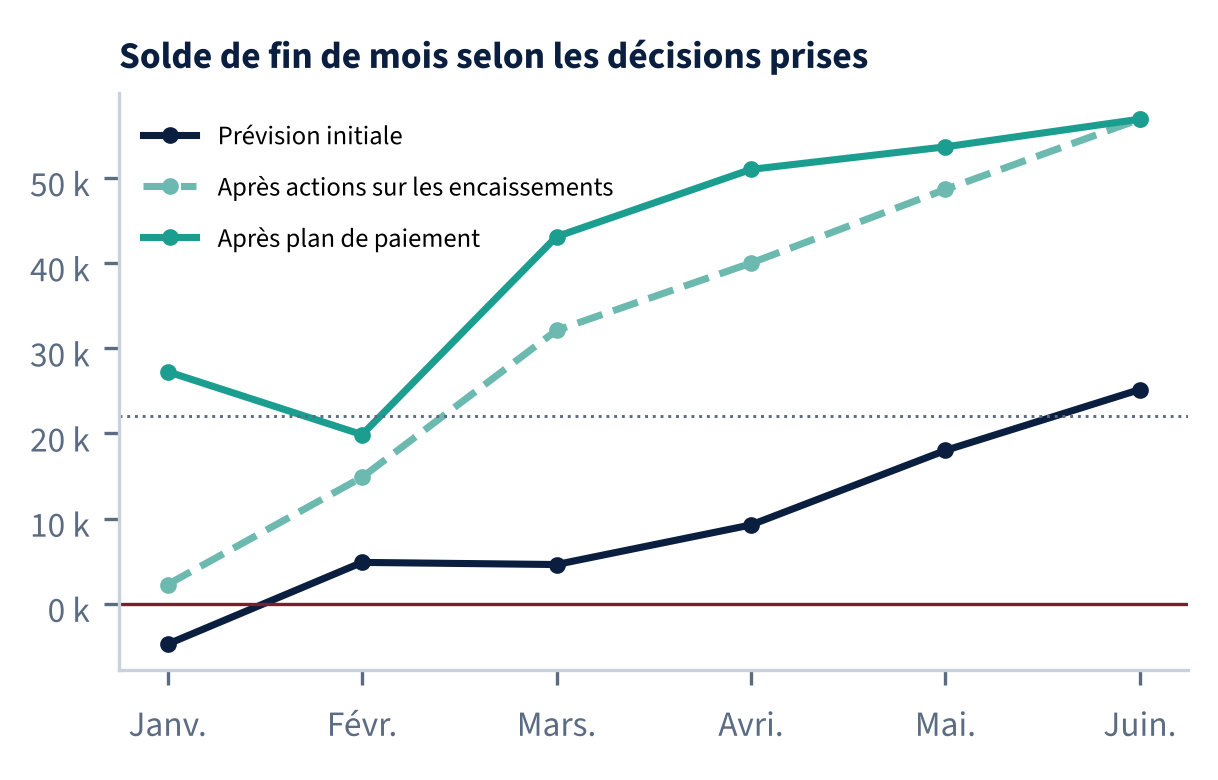 Solde de fin de mois selon les décisions prises
Prévision initiale
Après actions sur les encaissements
Après plan de paiement
50 k
40 k
30 k
20 k
10 k
0 k
Janv. Févr. Mars. Avri. Mai. Juin.